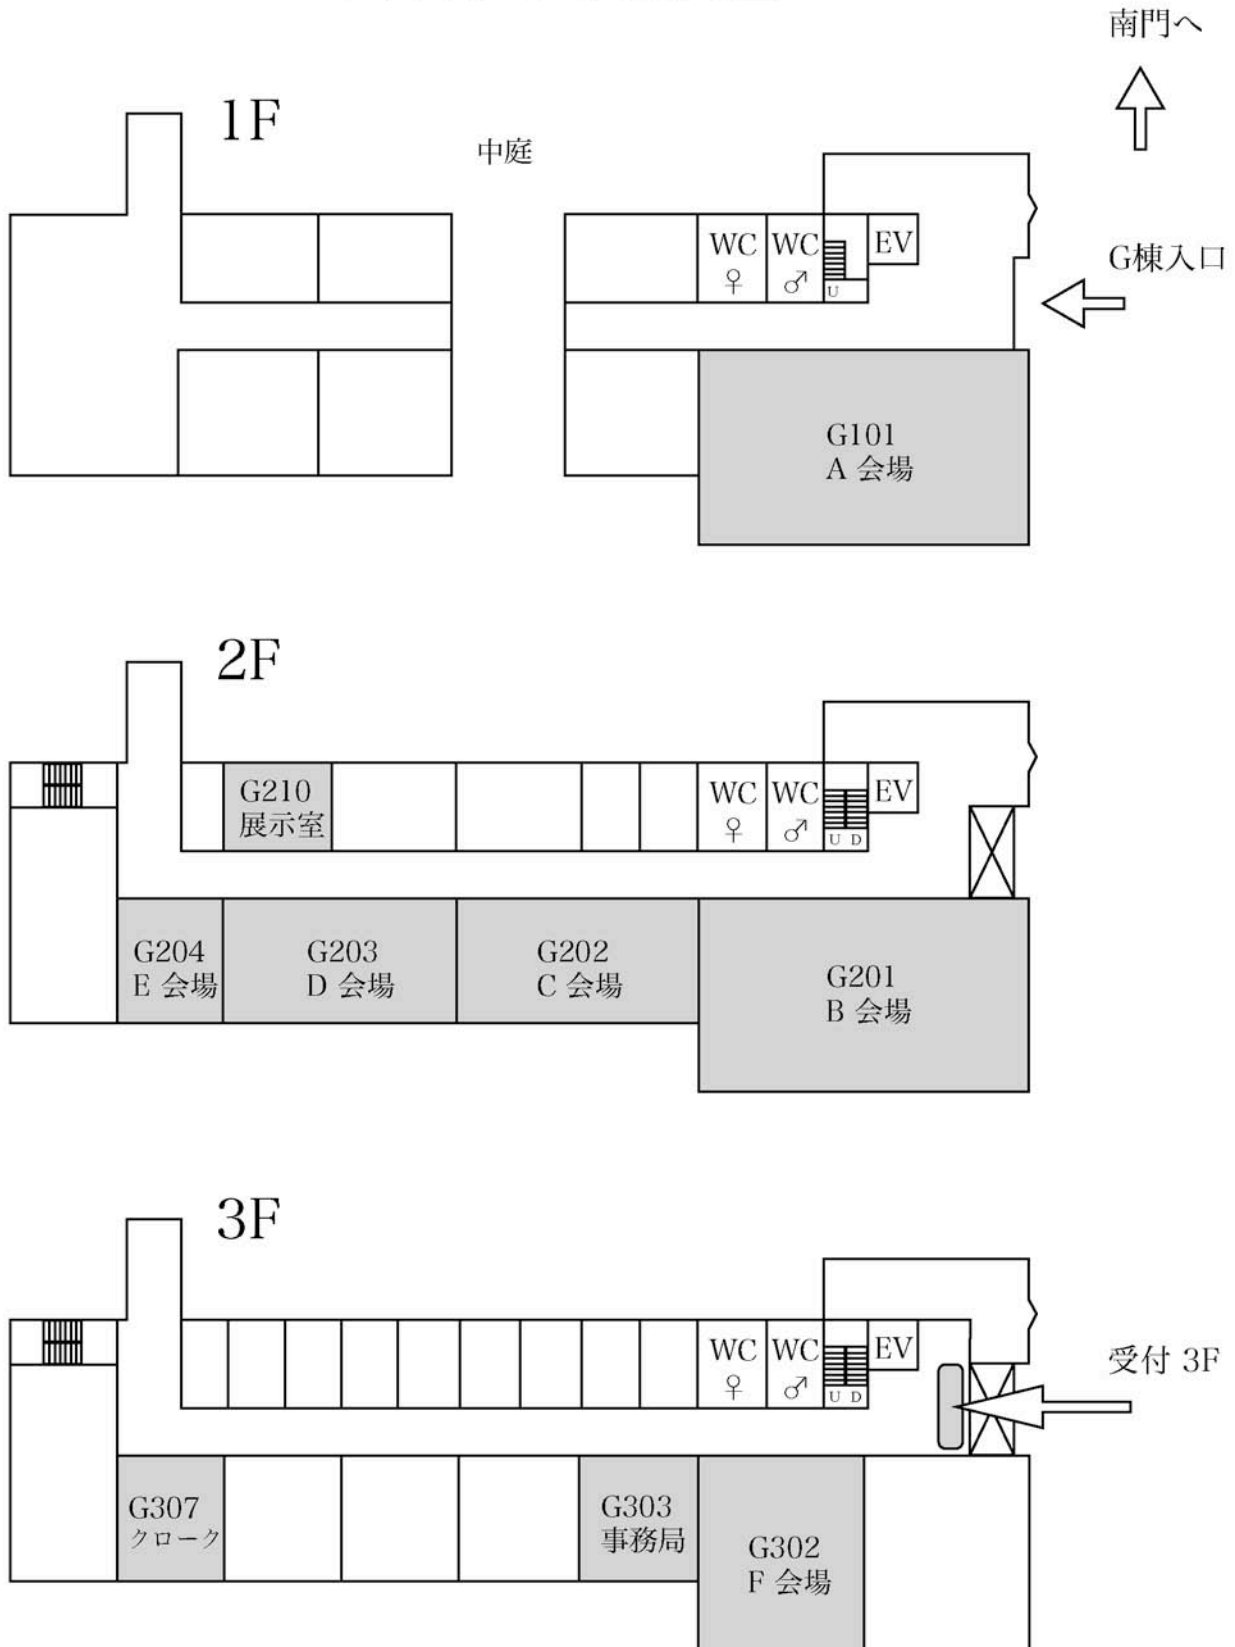 南門へ
1F
中庭
WC
♀
WC
♂
U
EV
G棟入口
G101
A 会場
2F
G210
展示室
WC
♀
WC
♂
U D
EV
G204
E 会場
G203
D 会場
G202
C 会場
G201
B 会場
3F
WC
♀
WC
♂
U D
EV
受付 3F
G307
クローク
G303
事務局
G302
F 会場